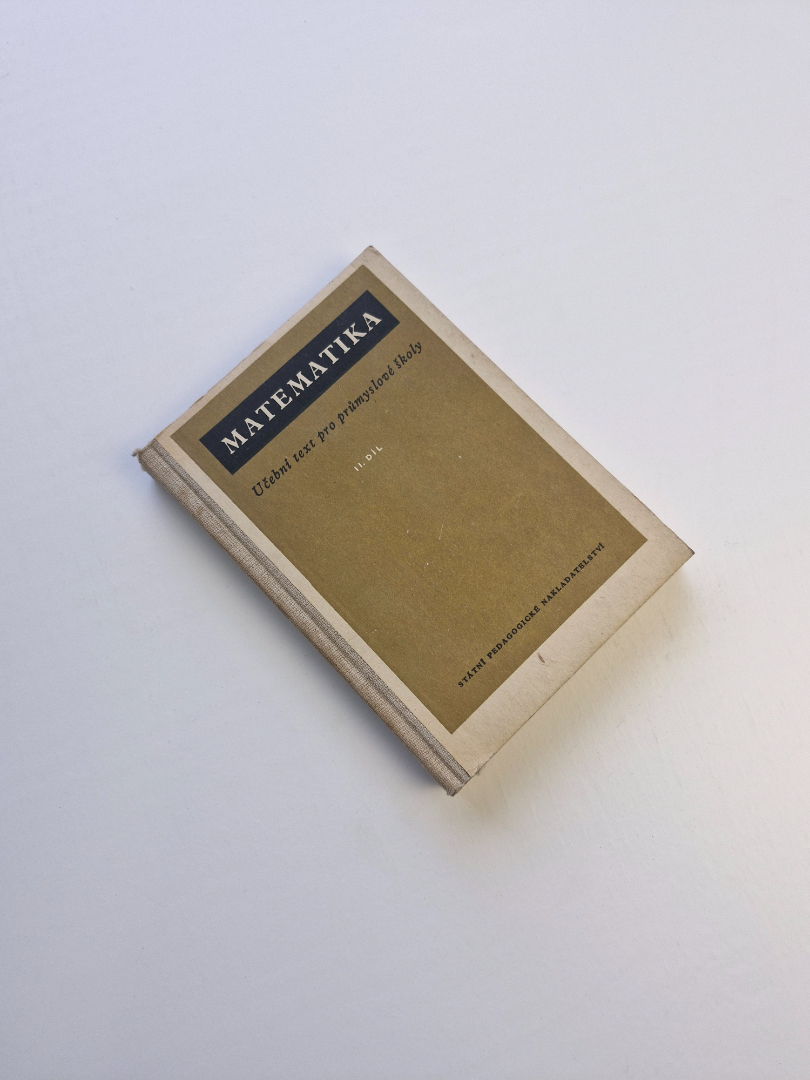 MATEMATIKA
Učební text pro průmyslové školy
II. DÍL
STÁTNÍ PEDAGOGICKÉ NAKLADATELSTVÍ